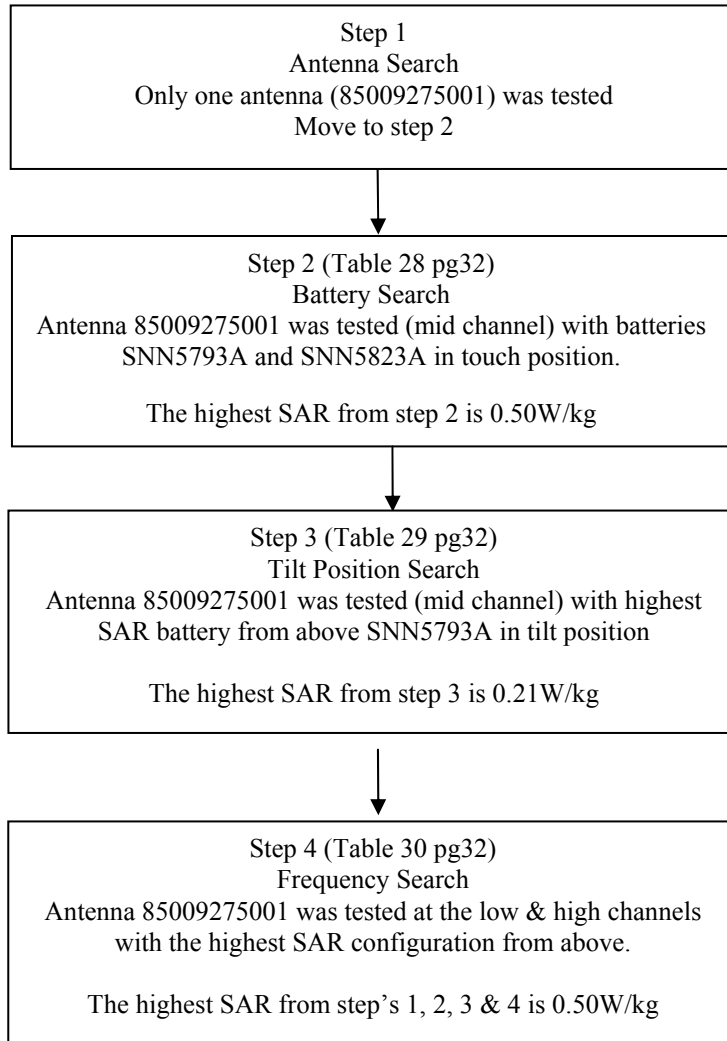 Step 1
Antenna Search
Only one antenna (85009275001) was tested
Move to step 2
Step 2 (Table 28 pg32)
Battery Search
Antenna 85009275001 was tested (mid channel) with batteries
SNN5793A and SNN5823A in touch position.
The highest SAR from step 2 is 0.50W/kg
Step 3 (Table 29 pg32)
Tilt Position Search
Antenna 85009275001 was tested (mid channel) with highest
SAR battery from above SNN5793A in tilt position
The highest SAR from step 3 is 0.21W/kg
Step 4 (Table 30 pg32)
Frequency Search
Antenna 85009275001 was tested at the low & high channels
with the highest SAR configuration from above.
The highest SAR from step’s 1, 2, 3 & 4 is 0.50W/kg